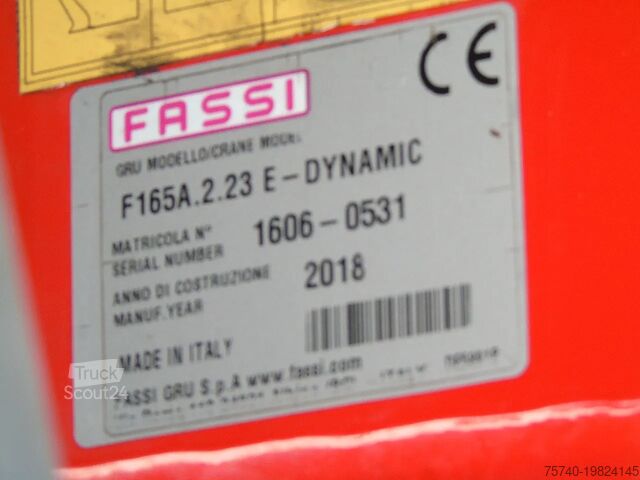 FASSI
CE
GRU MODELLO/CRANE MODEL
F165A.2.23 E-DYNAMIC
MATRICOLA N°
SERIAL NUMBER 1606-0531
ANNO DI COSTRUZIONE
MANUF.YEAR 2018
MADE IN ITALY
FASSI GRU S.p.A www.fassi.com
ITALY
Truck
Scout24
75740-19824145